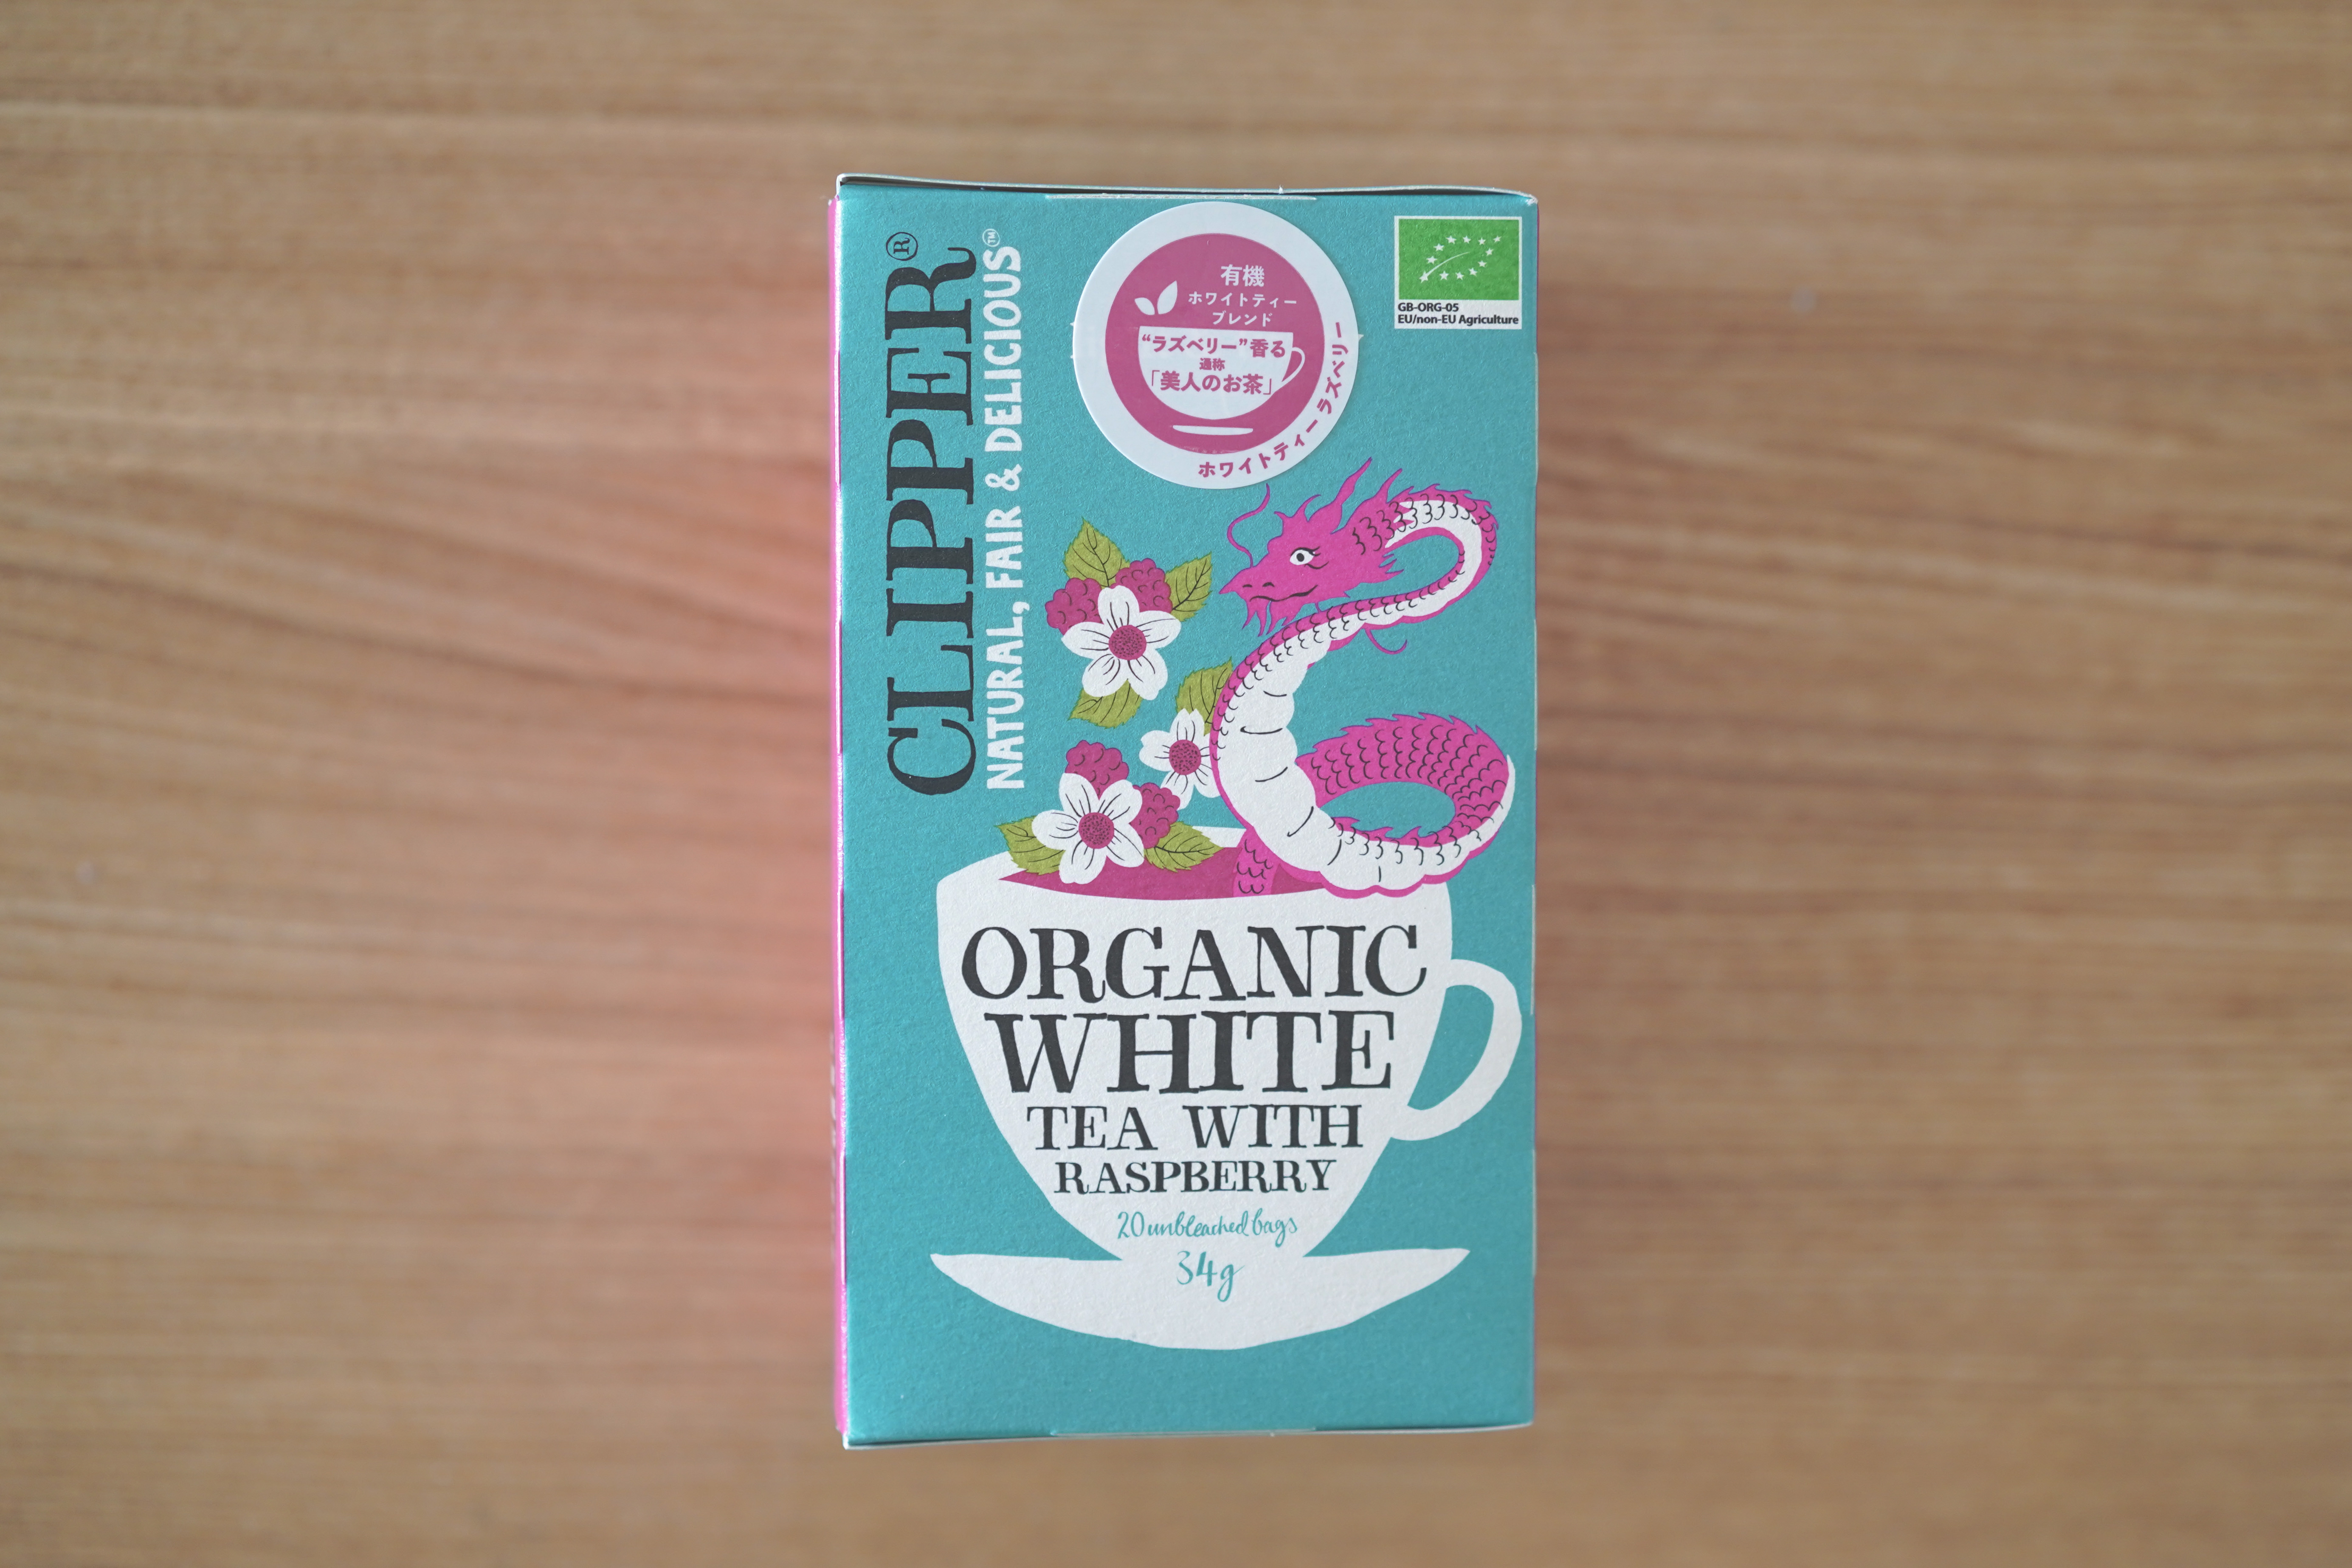 CLIPPER®
NATURAL, FAIR & DELICIOUS™
有機
ホワイトティー
ブレンド
“ラズベリー”香る
通称
「美人のお茶」
ホワイトティー ラズベリー
GB-ORG-05
EU/non-EU Agriculture
ORGANIC
WHITE
TEA WITH
RASPBERRY
20 unbleached bags
34g